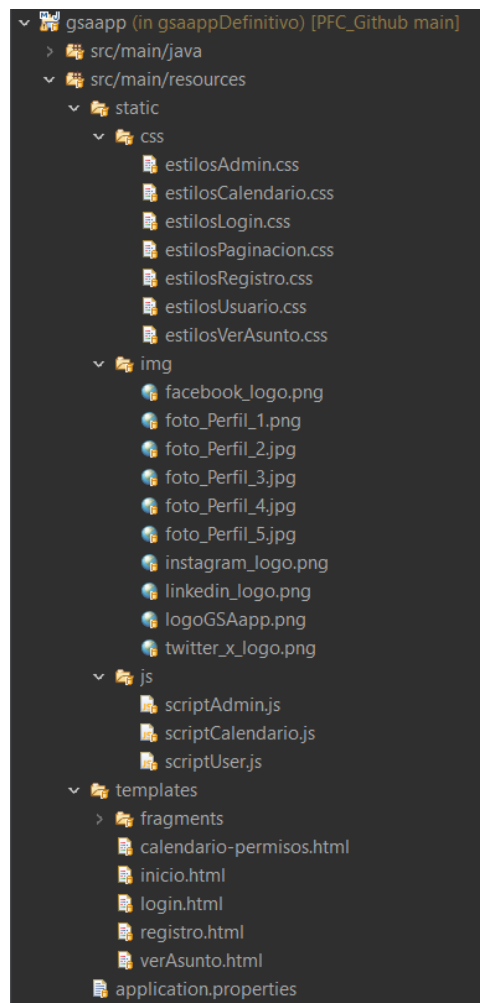 gsaapp (in gsaappDefinitivo) [PFC_Github main]
src/main/java
src/main/resources
static
css
estilosAdmin.css
estilosCalendario.css
estilosLogin.css
estilosPaginacion.css
estilosRegistro.css
estilosUsuario.css
estilosVerAsunto.css
img
facebook_logo.png
foto_Perfil_1.png
foto_Perfil_2.jpg
foto_Perfil_3.jpg
foto_Perfil_4.jpg
foto_Perfil_5.jpg
instagram_logo.png
linkedin_logo.png
logoGSAapp.png
twitter_x_logo.png
js
scriptAdmin.js
scriptCalendario.js
scriptUser.js
templates
fragments
calendario-permisos.html
inicio.html
login.html
registro.html
verAsunto.html
application.properties